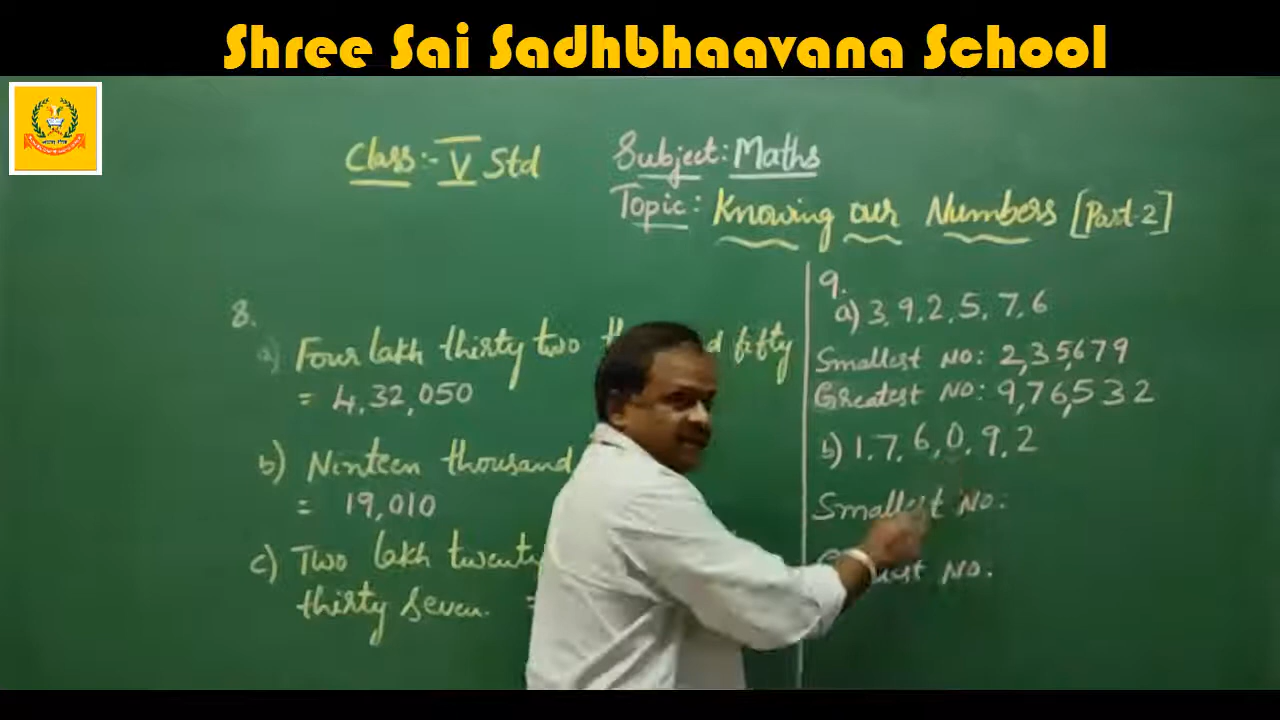 Shree Sai Sadhbhaavana School
Class:- V Std
Subject: Maths
Topic: Knowing our Numbers [Part-2]
8.
a) Four lakh thirty two fifty
= 4,32,050
b) Nineteen thousand
= 19,010
c) Two lakh twenty
thirty seven. =
9.
a) 3, 9, 2, 5, 7, 6
Smallest NO: 2,35,679
Greatest NO: 9,76,532
b) 1, 7, 6, 0, 9, 2
Smallest NO:
NO.